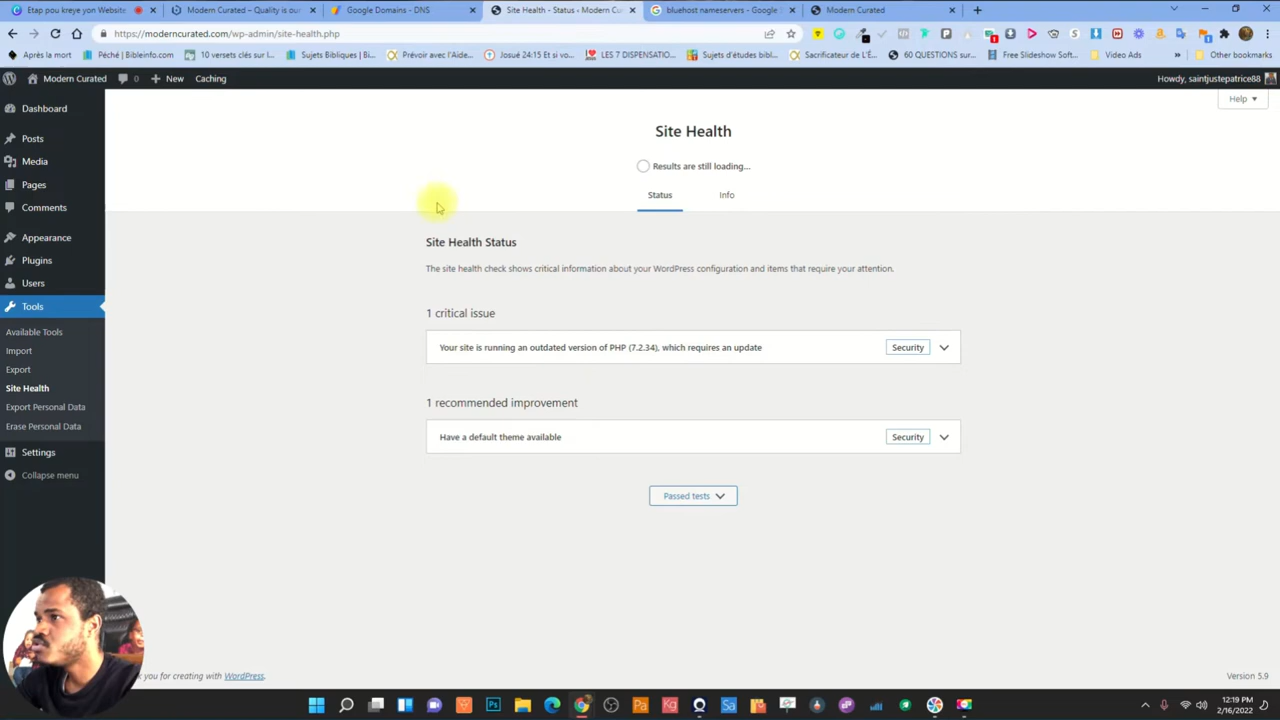 Etap pou kreye yon Website
Modern Curated – Quality is our
Google Domains - DNS
Site Health - Status ‹ Modern Cu
bluehost nameservers - Google
Modern Curated
https://moderncurated.com/wp-admin/site-health.php
Après la mort
Péché | Bibleinfo.com
10 versets clés sur l...
Sujets Bibliques | Bi...
Prévoir avec l'Aide...
Josué 24:15 Et si vo...
LES 7 DISPENSATIO...
Sujets d'études bibl...
Sacrificateur de L'É...
60 QUESTIONS sur...
Free Slideshow Soft...
Video Ads
Other bookmarks
Modern Curated
0
New
Caching
Howdy, saintjustepatrice88
Help
Dashboard
Posts
Media
Pages
Comments
Appearance
Plugins
Users
Tools
Available Tools
Import
Export
Site Health
Export Personal Data
Erase Personal Data
Settings
Collapse menu
Site Health
Results are still loading...
Status
Info
Site Health Status
The site health check shows critical information about your WordPress configuration and items that require your attention.
1 critical issue
Your site is running an outdated version of PHP (7.2.34), which requires an update
Security
1 recommended improvement
Have a default theme available
Security
Passed tests
you for creating with WordPress.
Version 5.9
12:19 PM
2/16/2022